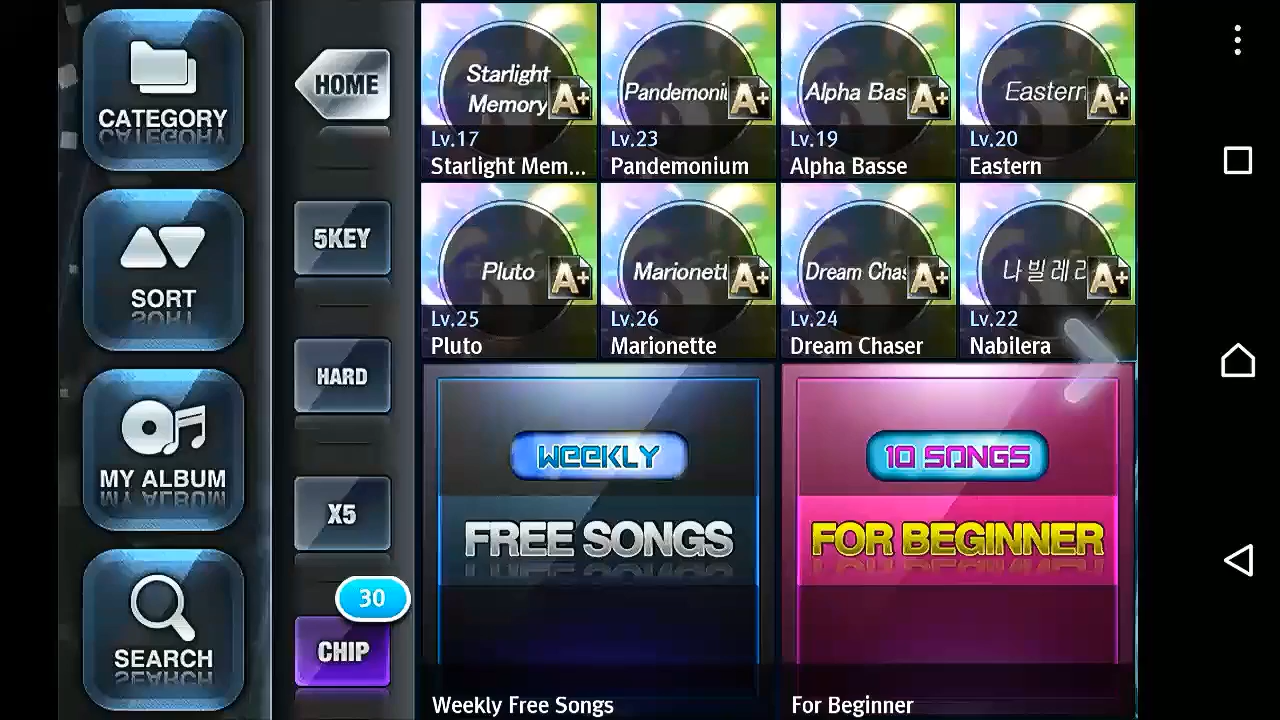 CATEGORY
SORT
MY ALBUM
SEARCH
HOME
5KEY
HARD
X5
30
CHIP
Starlight
Memory
A+
Lv.17
Starlight Mem...
Pandemoni
A+
Lv.23
Pandemonium
Alpha Bas
A+
Lv.19
Alpha Basse
Eastern
A+
Lv.20
Eastern
Pluto
A+
Lv.25
Pluto
Marionett
A+
Lv.26
Marionette
Dream Chas
A+
Lv.24
Dream Chaser
나빌레라
A+
Lv.22
Nabilera
WEEKLY
FREE SONGS
Weekly Free Songs
10 SONGS
FOR BEGINNER
For Beginner